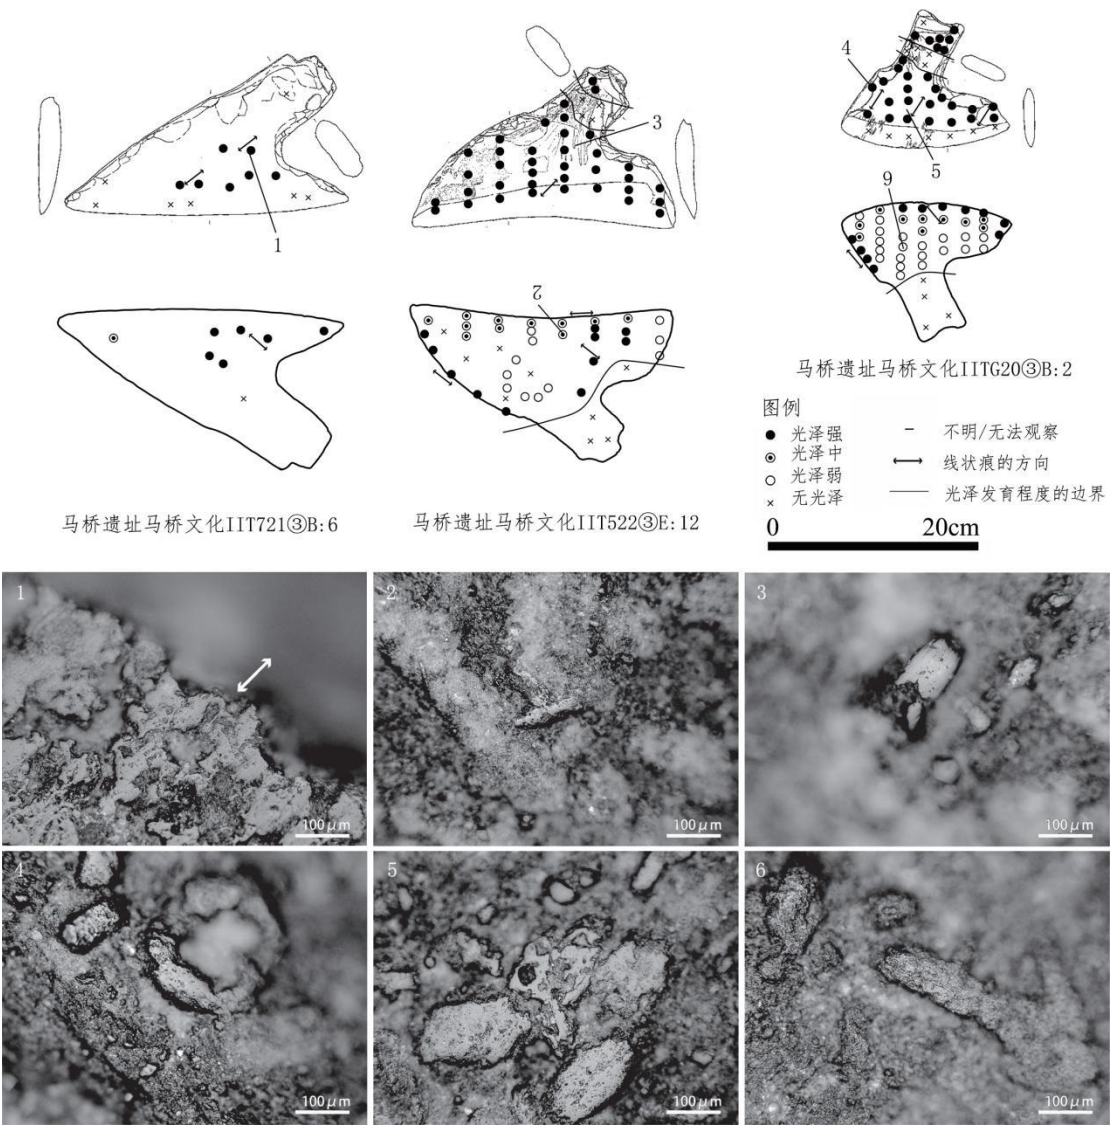 1
3
4
5
2
9
马桥遗址马桥文化IIT721③B:6
马桥遗址马桥文化IIT522③E:12
马桥遗址马桥文化IITG20③B:2
图例
光泽强
光泽中
光泽弱
无光泽
不明/无法观察
线状痕的方向
光泽发育程度的边界
0 20cm
1
100μm
2
100μm
3
100μm
4
100μm
5
100μm
6
100μm